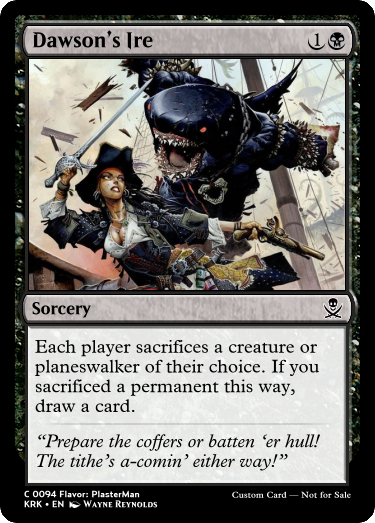 Dawson's Ire 1
Sorcery
Each player sacrifices a creature or
planeswalker of their choice. If you
sacrificed a permanent this way,
draw a card.
“Prepare the coffers or batten ‘er hull!
The tithe’s a-comin’ either way!”
C 0094 Flavor: PlasterMan
KRK • EN Wayne Reynolds
Custom Card — Not for Sale